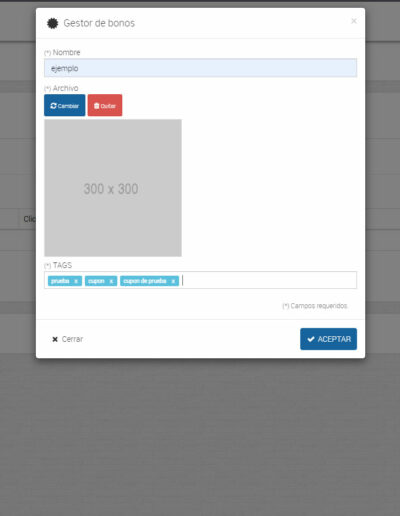 Gestor de bonos ×
(*) Nombre
ejemplo
(*) Archivo
Cambiar Quitar
300 x 300
Clic
(*) TAGS
prueba x cupon x cupon de prueba x
(*) Campos requeridos
Cerrar ACEPTAR